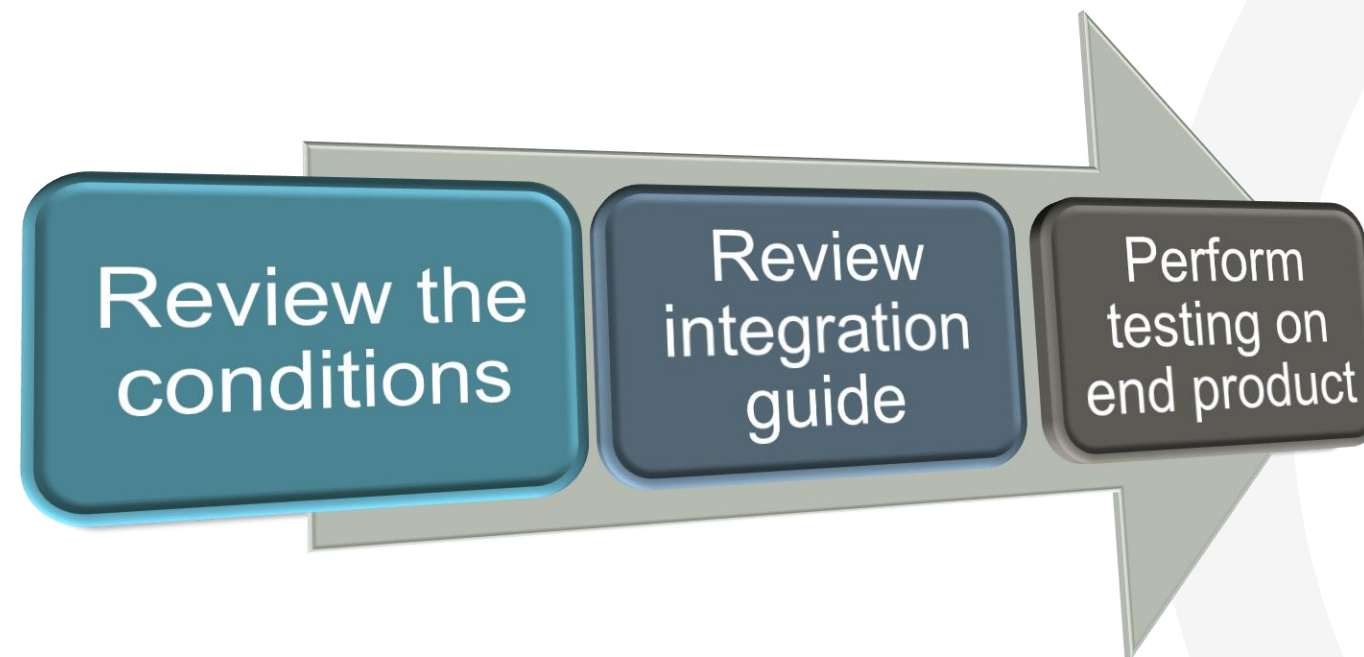 Review the
conditions
Review
integration
guide
Perform
testing on
end product